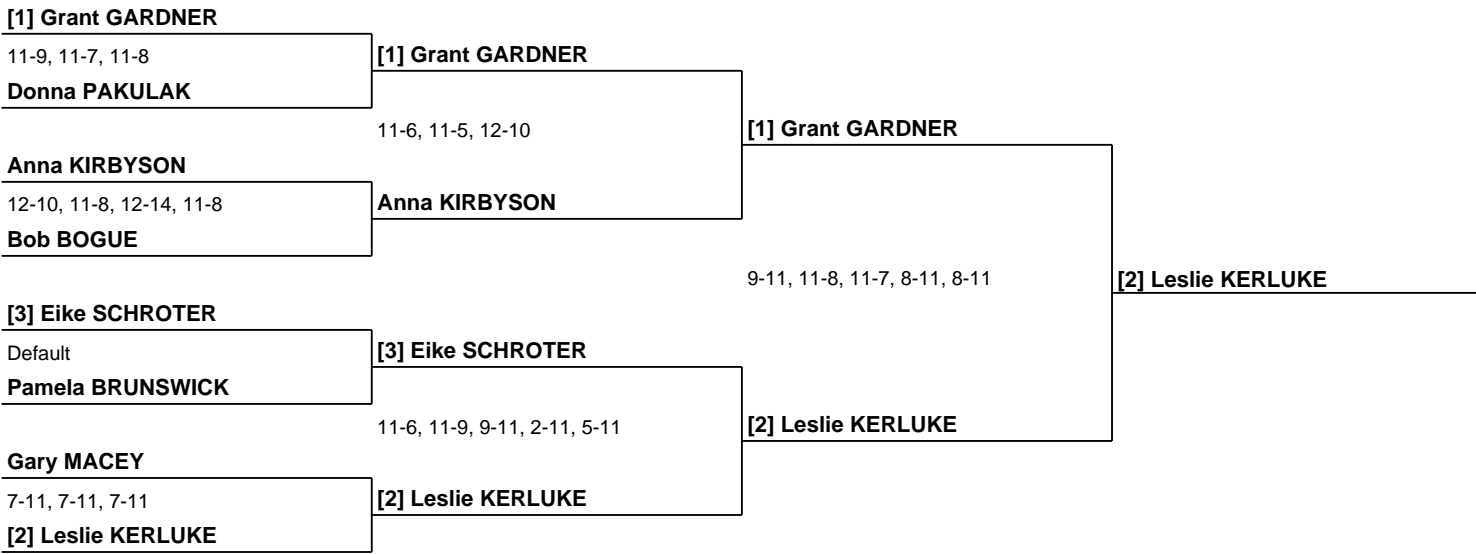 [1] Grant GARDNER
11-9, 11-7, 11-8
[1] Grant GARDNER
Donna PAKULAK
11-6, 11-5, 12-10
[1] Grant GARDNER
Anna KIRBYSON
12-10, 11-8, 12-14, 11-8
Anna KIRBYSON
Bob BOGUE
9-11, 11-8, 11-7, 8-11, 8-11
[2] Leslie KERLUKE
[3] Eike SCHROTER
Default
[3] Eike SCHROTER
Pamela BRUNSWICK
11-6, 11-9, 9-11, 2-11, 5-11
[2] Leslie KERLUKE
Gary MACEY
7-11, 7-11, 7-11
[2] Leslie KERLUKE
[2] Leslie KERLUKE